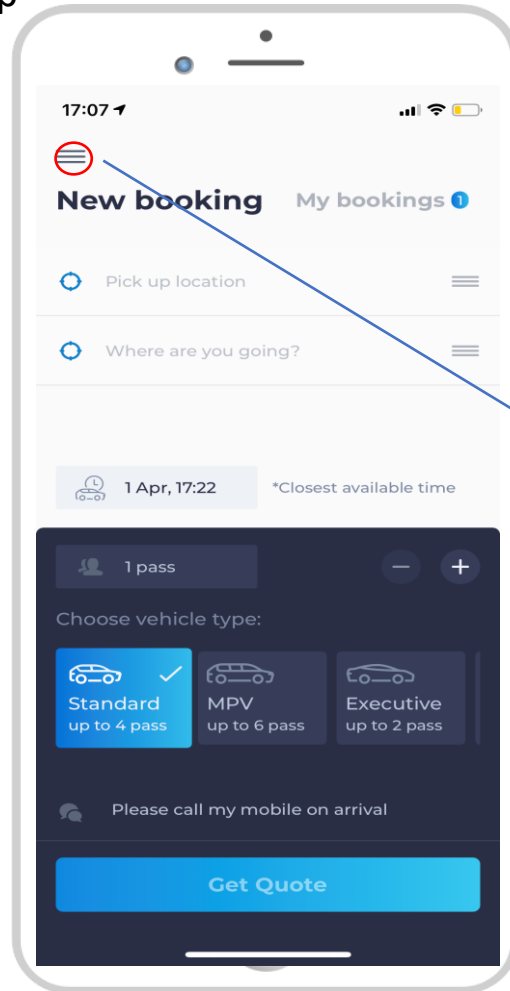 p
17:07
New booking My bookings 1
Pick up location
Where are you going?
1 Apr, 17:22 *Closest available time
1 pass − +
Choose vehicle type:
Standard MPV Executive
up to 4 pass up to 6 pass up to 2 pass
Please call my mobile on arrival
Get Quote